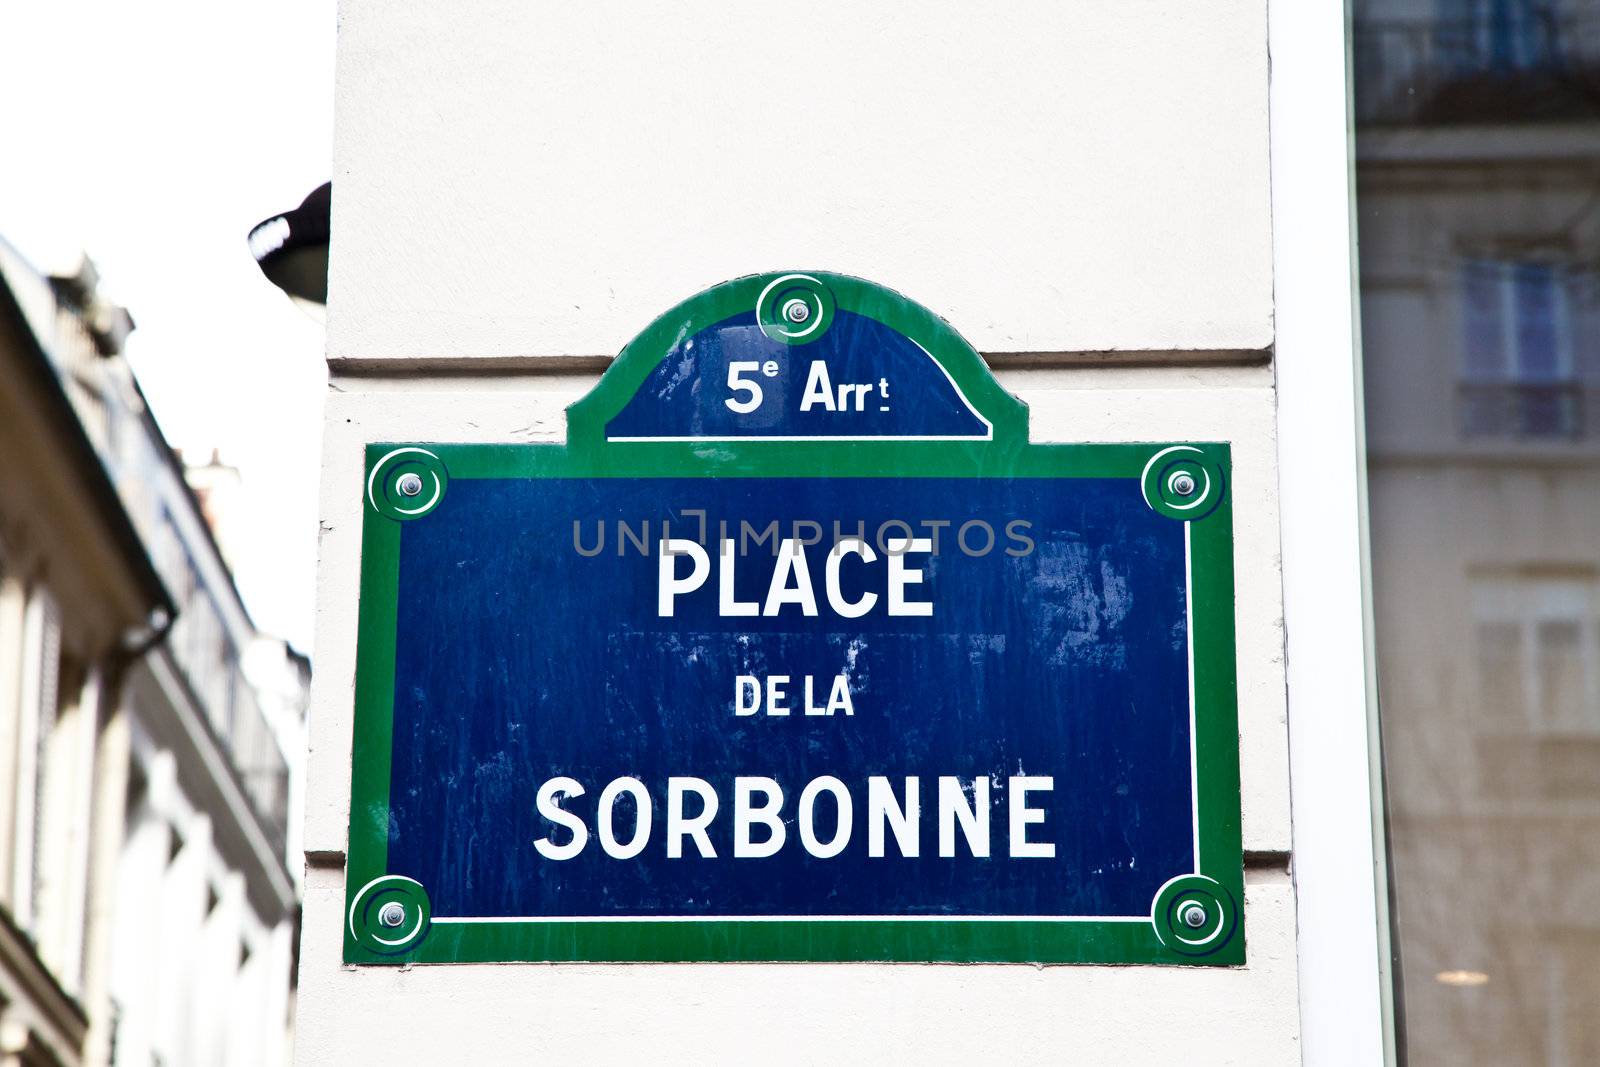 5e Arrt
UNLIMPHOTOS
PLACE
DE LA
SORBONNE